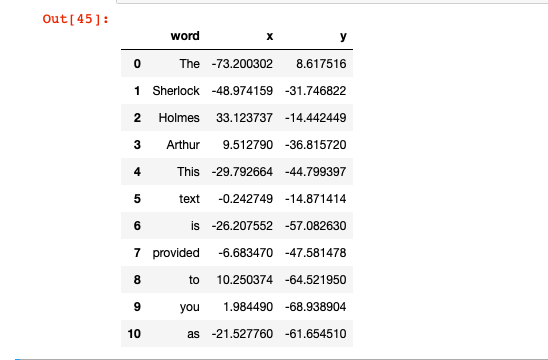 Out[45]:
word x y
0 The -73.200302 8.617516
1 Sherlock -48.974159 -31.746822
2 Holmes 33.123737 -14.442449
3 Arthur 9.512790 -36.815720
4 This -29.792664 -44.799397
5 text -0.242749 -14.871414
6 is -26.207552 -57.082630
7 provided -6.683470 -47.581478
8 to 10.250374 -64.521950
9 you 1.984490 -68.938904
10 as -21.527760 -61.654510